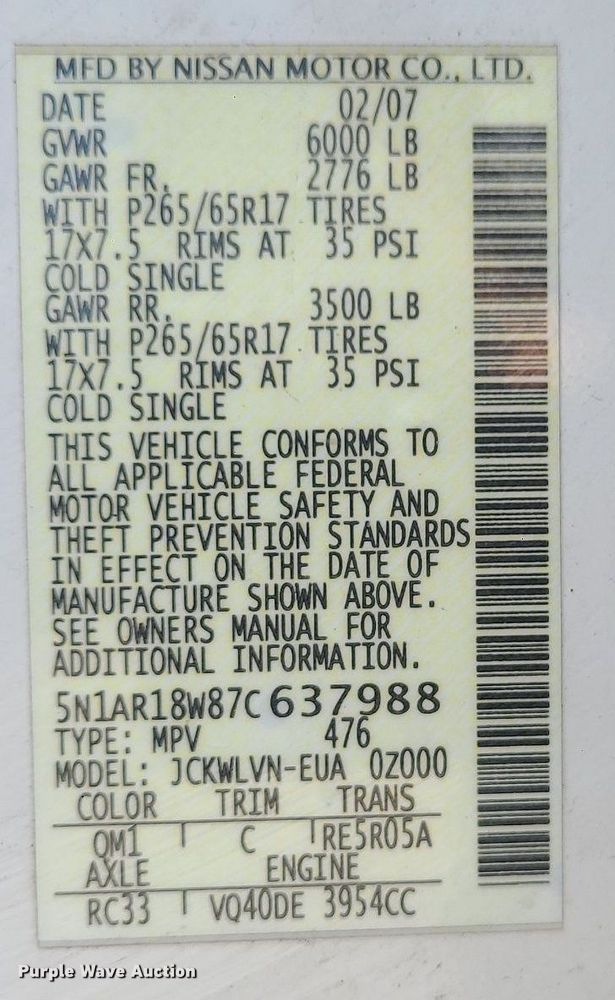 MFD BY NISSAN MOTOR CO., LTD.
DATE 02/07
GVWR 6000 LB
GAWR FR. 2776 LB
WITH P265/65R17 TIRES
17X7.5 RIMS AT 35 PSI
COLD SINGLE
GAWR RR. 3500 LB
WITH P265/65R17 TIRES
17X7.5 RIMS AT 35 PSI
COLD SINGLE
THIS VEHICLE CONFORMS TO
ALL APPLICABLE FEDERAL
MOTOR VEHICLE SAFETY AND
THEFT PREVENTION STANDARDS
IN EFFECT ON THE DATE OF
MANUFACTURE SHOWN ABOVE.
SEE OWNERS MANUAL FOR
ADDITIONAL INFORMATION.
5N1AR18W87C637988
TYPE: MPV 476
MODEL: JCKWLVN-EUA 0Z000
COLOR TRIM TRANS
QM1 C RE5R05A
AXLE ENGINE
RC33 VQ40DE 3954CC
Purple Wave Auction